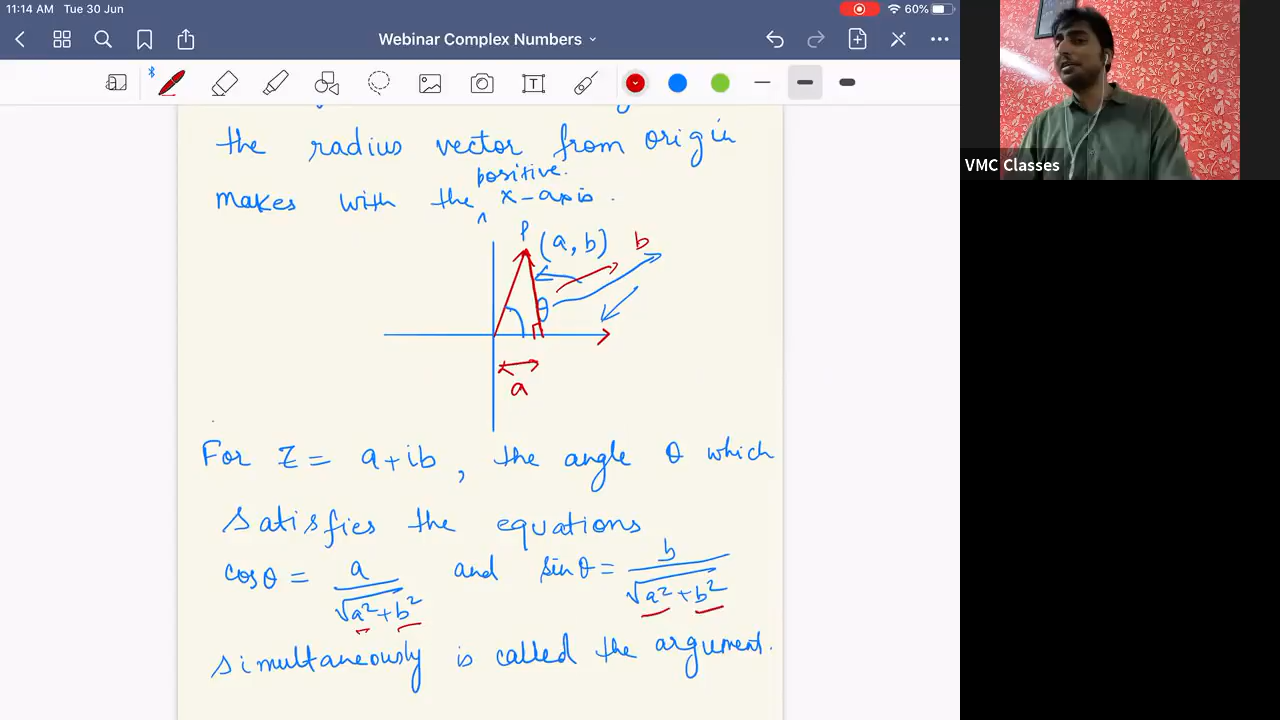 11:14 AM Tue 30 Jun
60%
Webinar Complex Numbers
VMC Classes
the radius vector from origin
positive.
makes with the x-axis.
P (a, b) b
θ
a
For Z = a+ib, the angle θ which
satisfies the equations
cosθ = a/√a²+b² and sinθ = b/√a²+b²
simultaneously is called the argument.